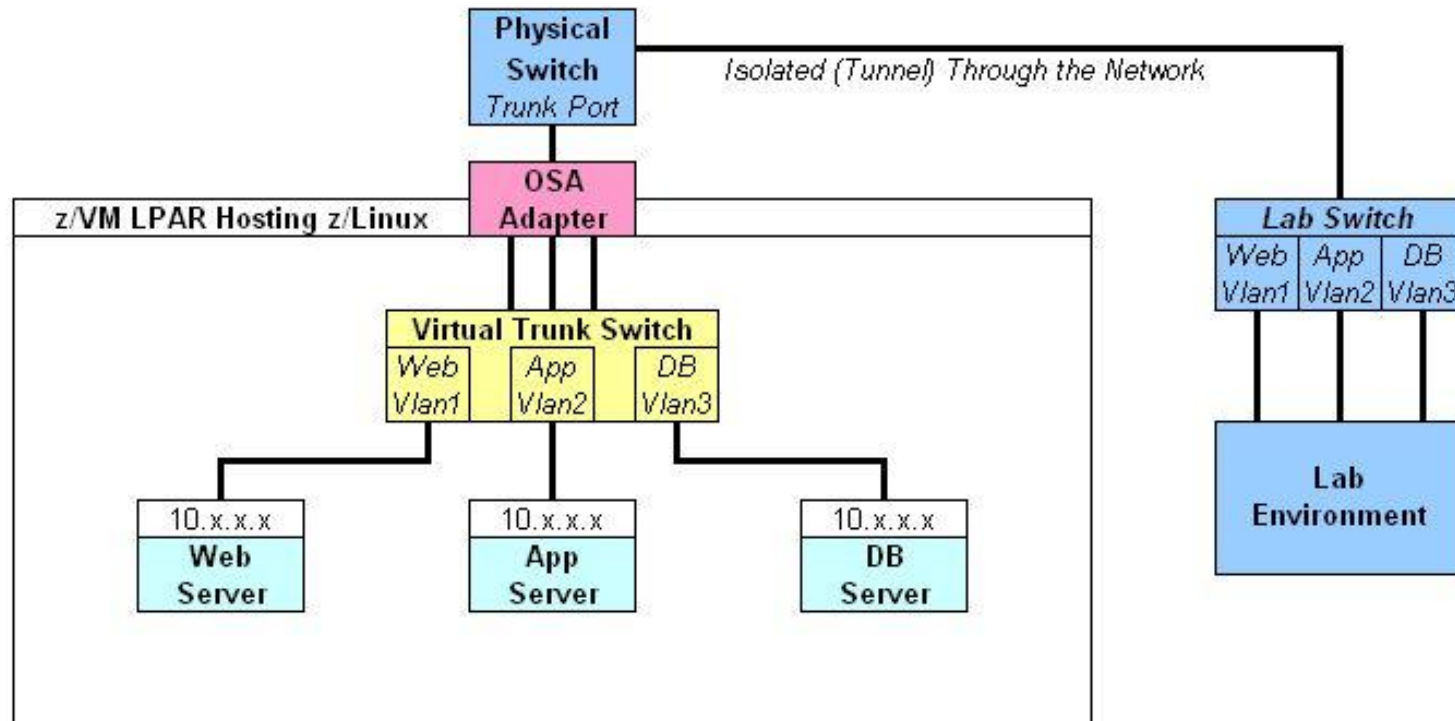 Physical
Switch
Trunk Port
Isolated (Tunnel) Through the Network
OSA
Adapter
z/VM LPAR Hosting z/Linux
Lab Switch
Web
Vlan1
App
Vlan2
DB
Vlan3
Virtual Trunk Switch
Web
Vlan1
App
Vlan2
DB
Vlan3
Lab
Environment
10.x.x.x
Web
Server
10.x.x.x
App
Server
10.x.x.x
DB
Server